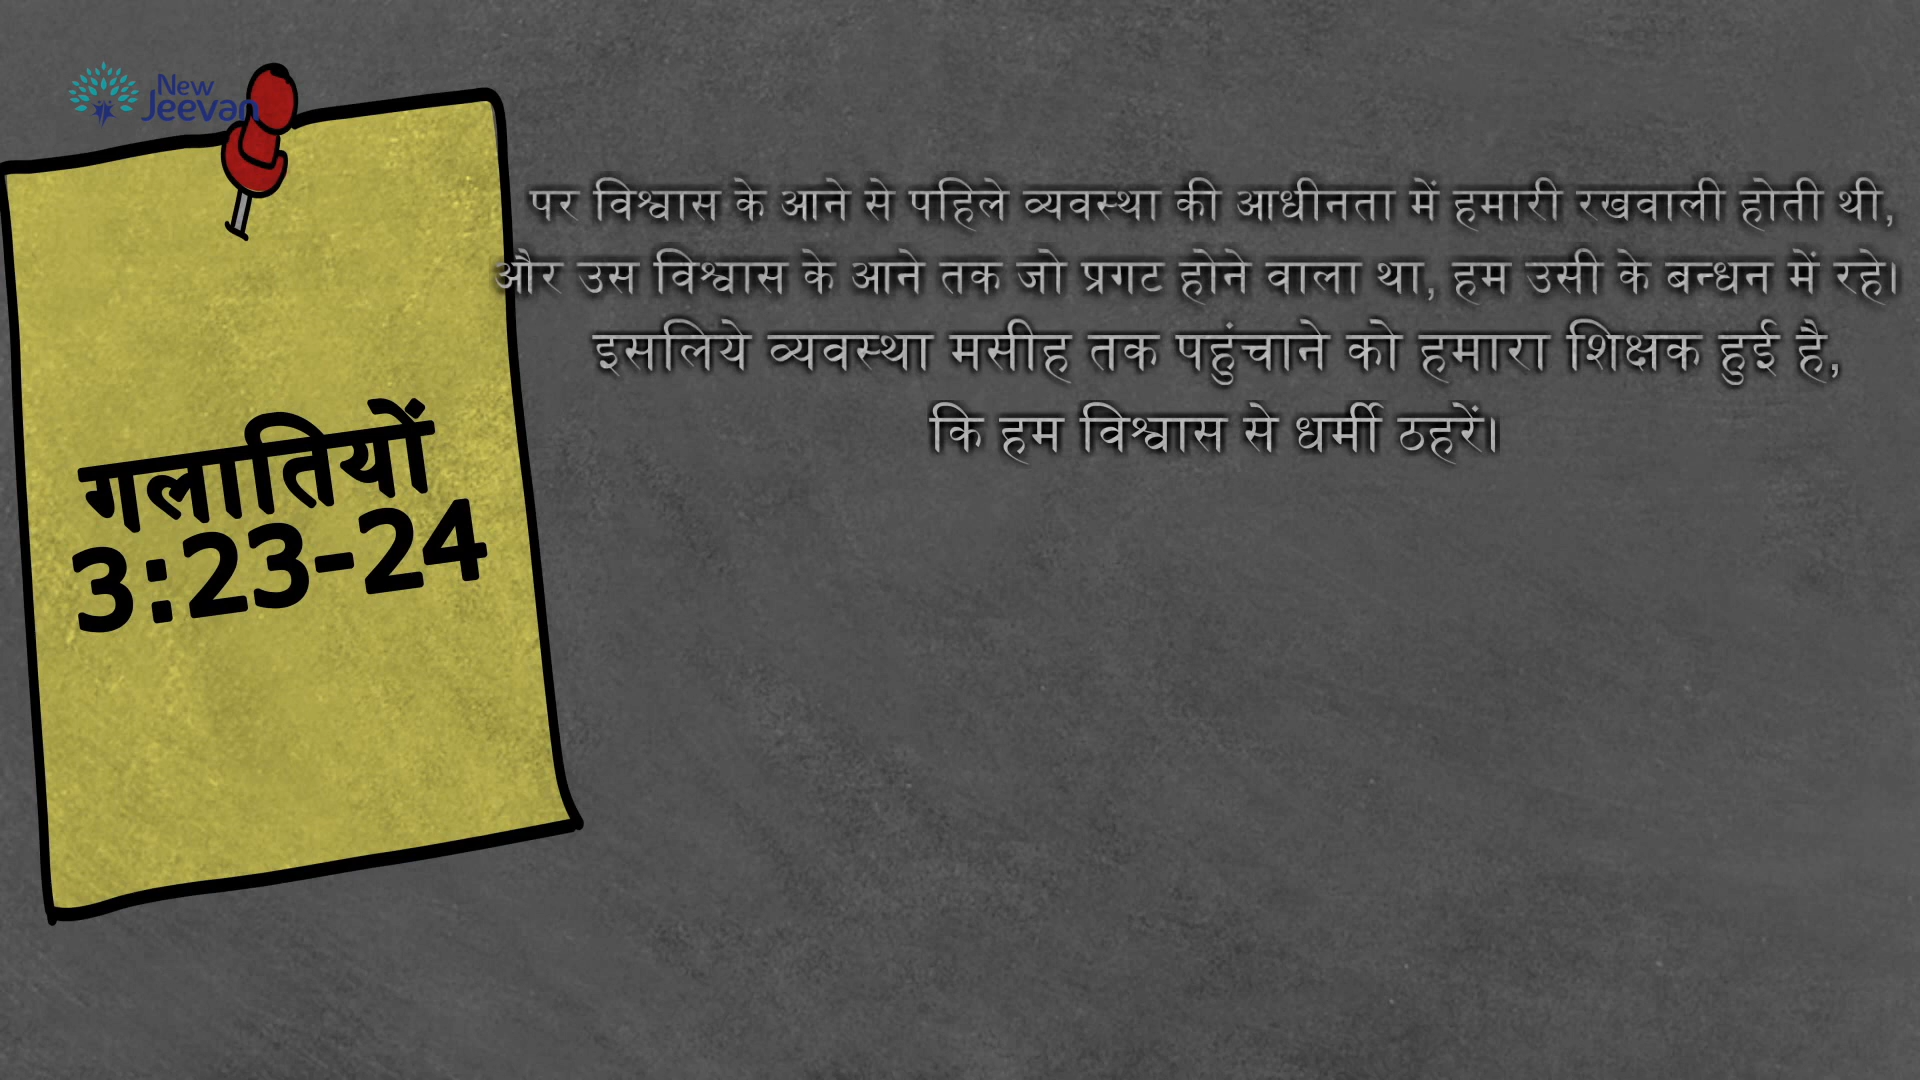 New
Jeevan
गलातियों
3:23-24
पर विश्वास के आने से पहिले व्यवस्था की आधीनता में हमारी रखवाली होती थी,
और उस विश्वास के आने तक जो प्रगट होने वाला था, हम उसी के बन्धन में रहे।
इसलिये व्यवस्था मसीह तक पहुंचाने को हमारा शिक्षक हुई है,
कि हम विश्वास से धर्मी ठहरें।